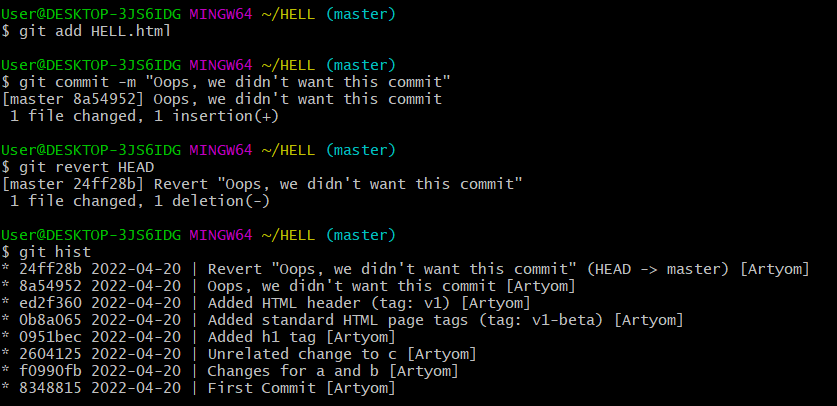 User@DESKTOP-3JS6IDG MINGW64 ~/HELL (master)
$ git add HELL.html
User@DESKTOP-3JS6IDG MINGW64 ~/HELL (master)
$ git commit -m "Oops, we didn't want this commit"
[master 8a54952] Oops, we didn't want this commit
 1 file changed, 1 insertion(+)
User@DESKTOP-3JS6IDG MINGW64 ~/HELL (master)
$ git revert HEAD
[master 24ff28b] Revert "Oops, we didn't want this commit"
 1 file changed, 1 deletion(-)
User@DESKTOP-3JS6IDG MINGW64 ~/HELL (master)
$ git hist
* 24ff28b 2022-04-20 | Revert "Oops, we didn't want this commit" (HEAD -> master) [Artyom]
* 8a54952 2022-04-20 | Oops, we didn't want this commit [Artyom]
* ed2f360 2022-04-20 | Added HTML header (tag: v1) [Artyom]
* 0b8a065 2022-04-20 | Added standard HTML page tags (tag: v1-beta) [Artyom]
* 0951bec 2022-04-20 | Added h1 tag [Artyom]
* 2604125 2022-04-20 | Unrelated change to c [Artyom]
* f0990fb 2022-04-20 | Changes for a and b [Artyom]
* 8348815 2022-04-20 | First Commit [Artyom]